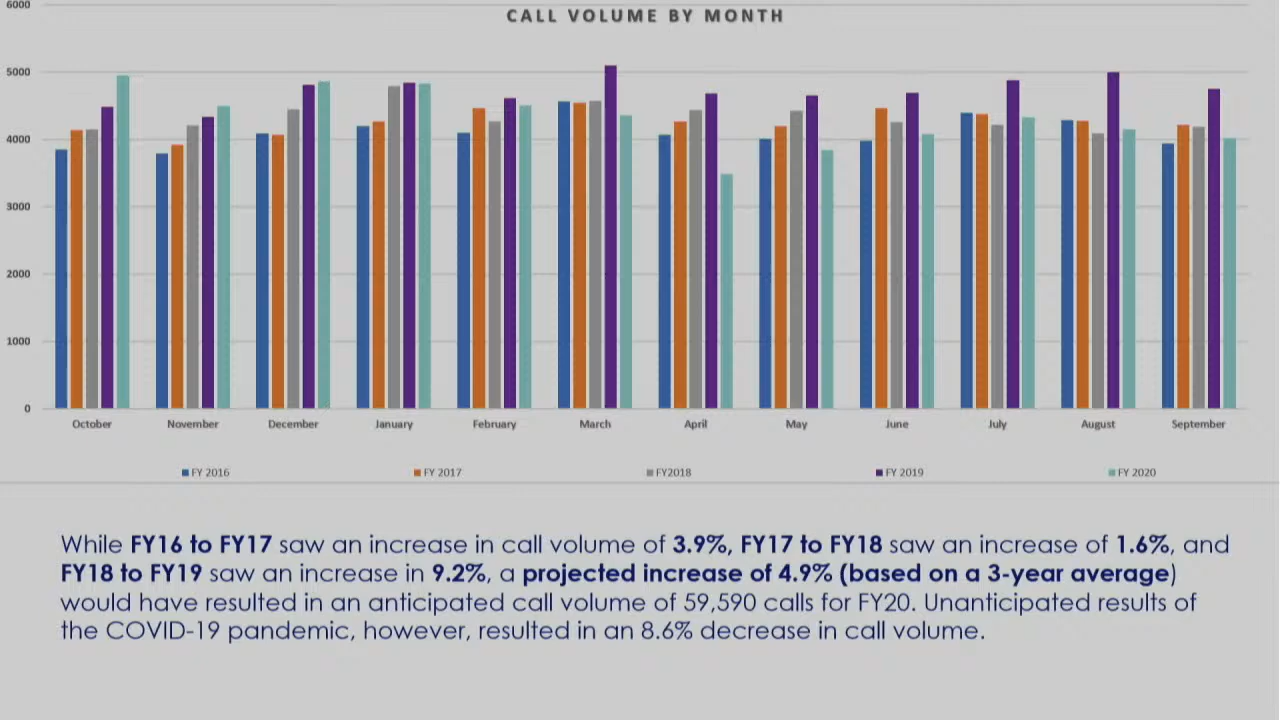 6000
CALL VOLUME BY MONTH
5000
4000
3000
2000
1000
0
October November December January February March April May June July August September
FY 2016 FY 2017 FY2018 FY 2019 FY 2020
While FY16 to FY17 saw an increase in call volume of 3.9%, FY17 to FY18 saw an increase of 1.6%, and
FY18 to FY19 saw an increase in 9.2%, a projected increase of 4.9% (based on a 3-year average)
would have resulted in an anticipated call volume of 59,590 calls for FY20. Unanticipated results of
the COVID-19 pandemic, however, resulted in an 8.6% decrease in call volume.